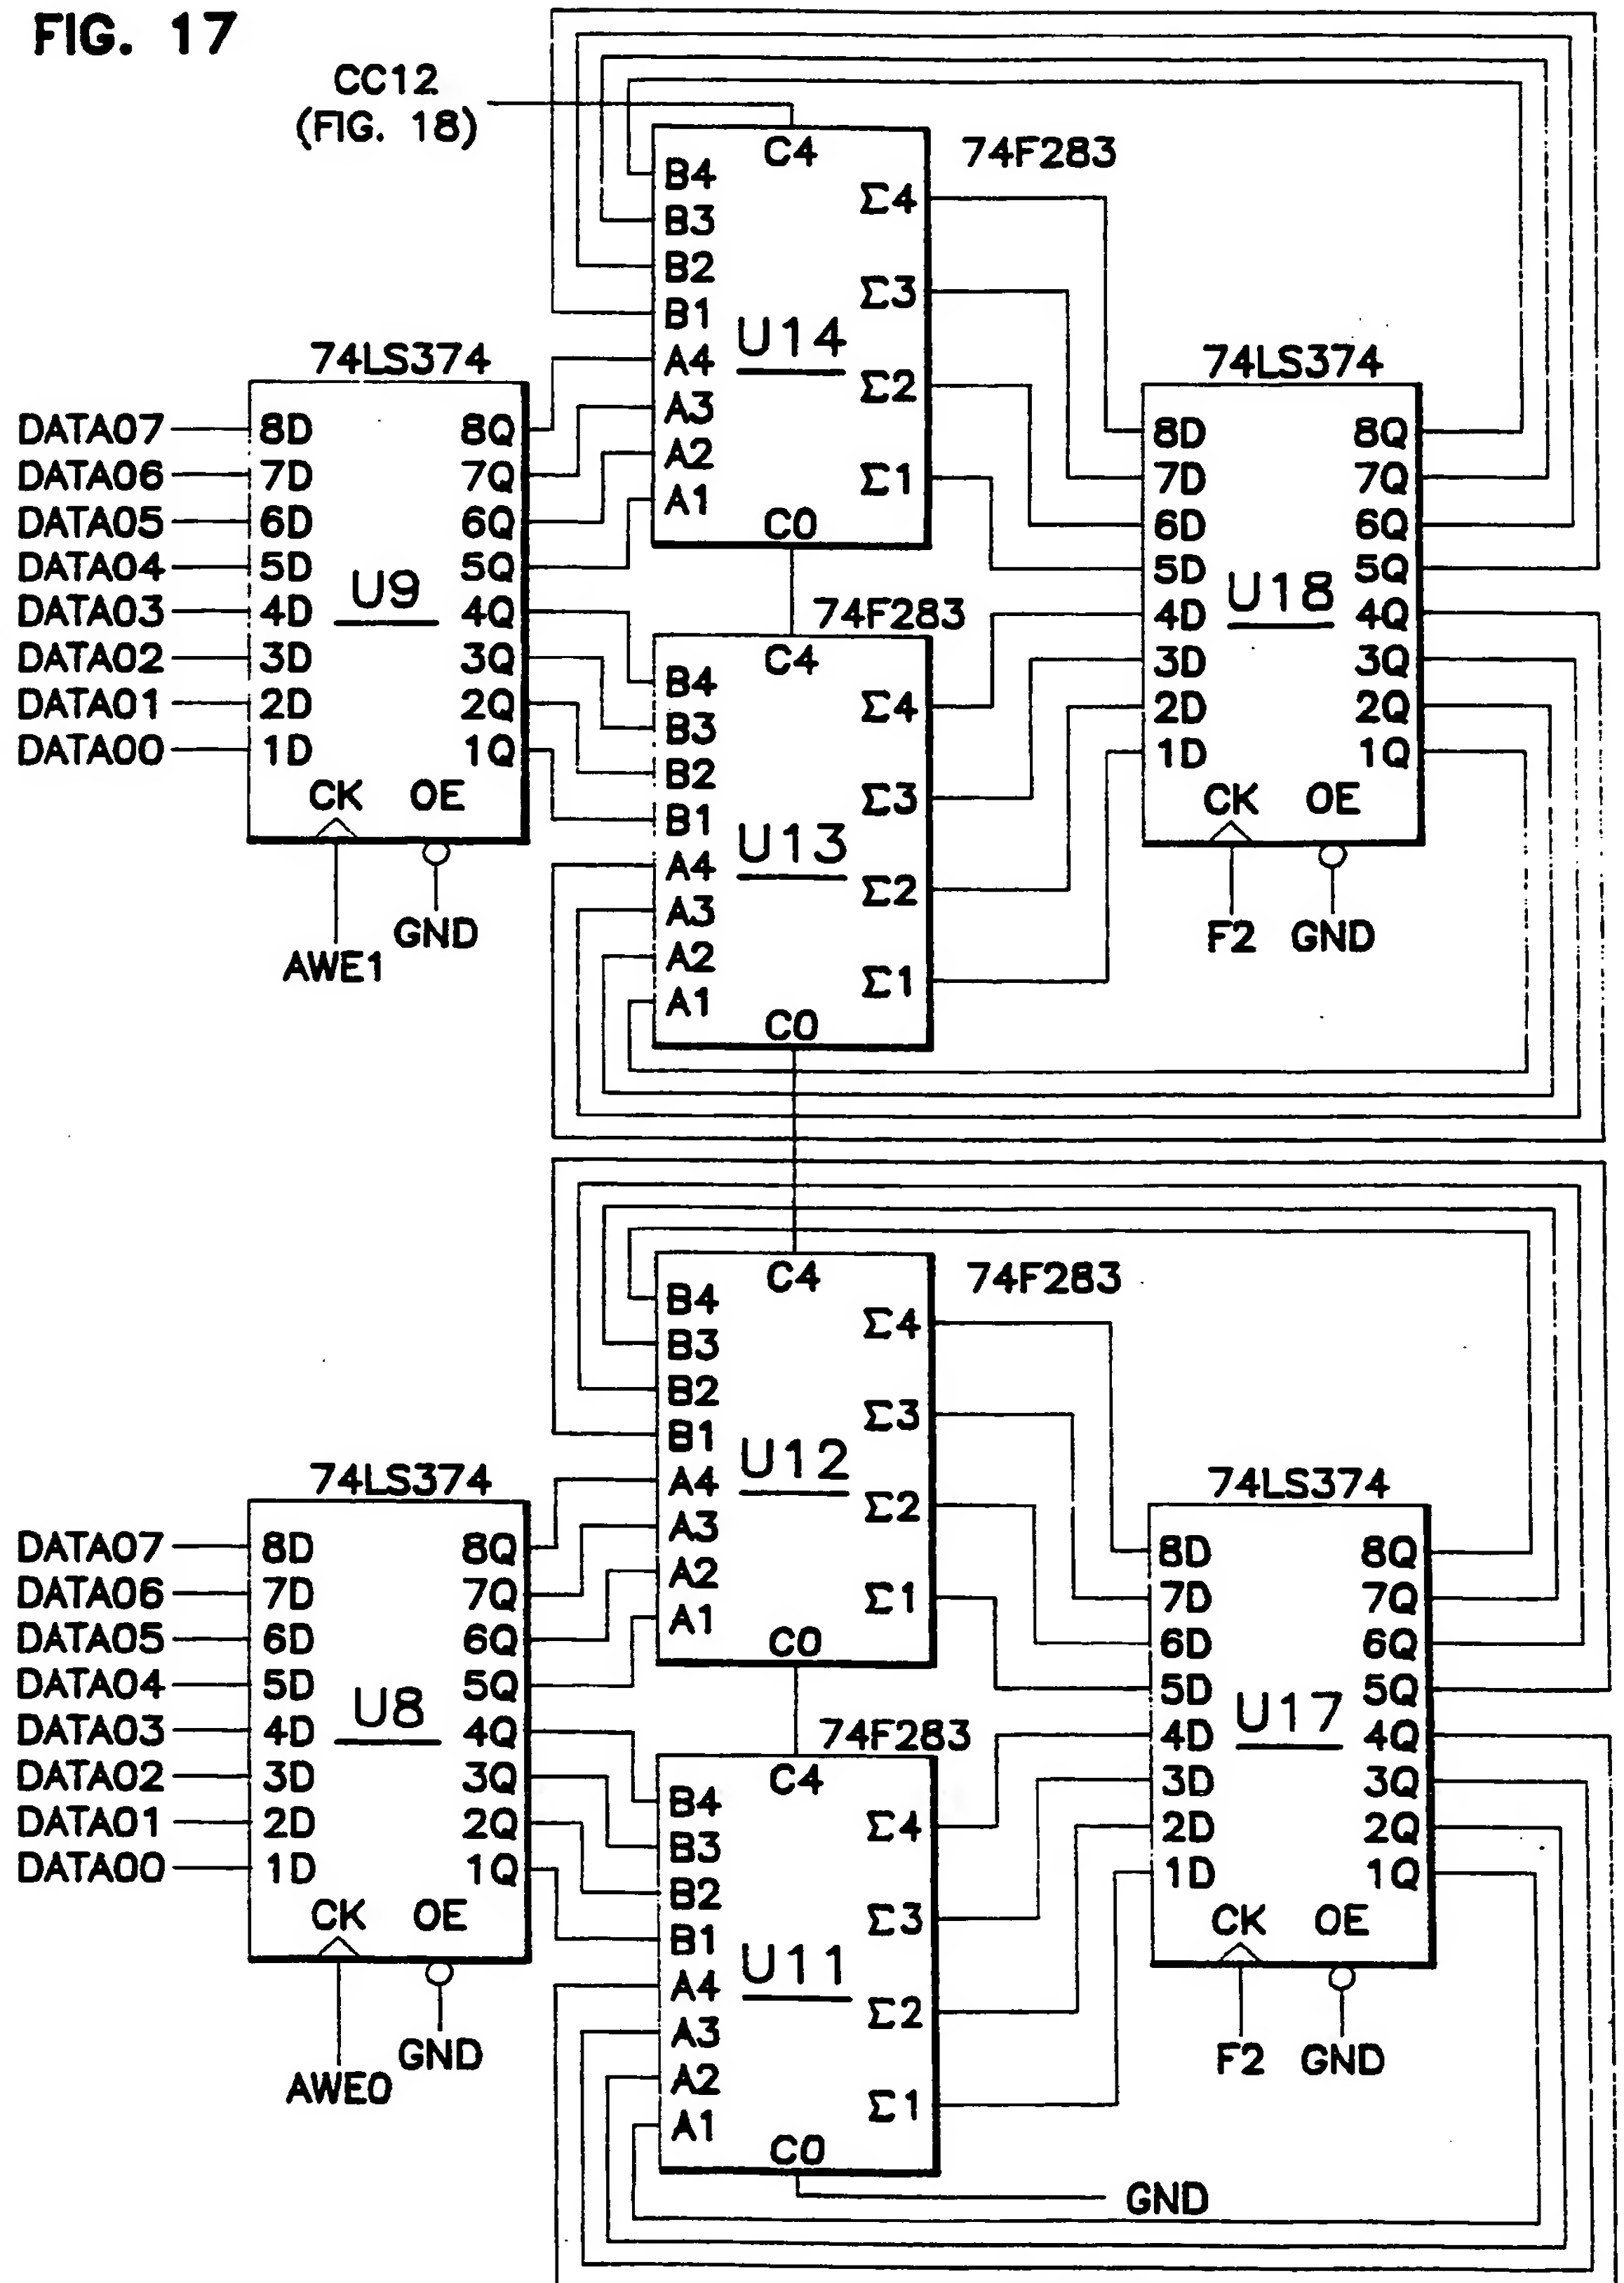 FIG. 17
CC12
(FIG. 18)
74F283
C4
B4
B3
B2
B1
A4
A3
A2
A1
Σ4
Σ3
Σ2
Σ1
U14
C0
74LS374
DATA07
DATA06
DATA05
DATA04
DATA03
DATA02
DATA01
DATA00
8D
7D
6D
5D
4D
3D
2D
1D
U9
8Q
7Q
6Q
5Q
4Q
3Q
2Q
1Q
CK OE
AWE1
GND
74F283
C4
B4
B3
B2
B1
A4
A3
A2
A1
Σ4
Σ3
Σ2
Σ1
U13
C0
74LS374
8D
7D
6D
5D
4D
3D
2D
1D
U18
8Q
7Q
6Q
5Q
4Q
3Q
2Q
1Q
CK OE
F2 GND
74F283
C4
B4
B3
B2
B1
A4
A3
A2
A1
Σ4
Σ3
Σ2
Σ1
U12
C0
74LS374
DATA07
DATA06
DATA05
DATA04
DATA03
DATA02
DATA01
DATA00
8D
7D
6D
5D
4D
3D
2D
1D
U8
8Q
7Q
6Q
5Q
4Q
3Q
2Q
1Q
CK OE
AWE0
GND
74F283
C4
B4
B3
B2
B1
A4
A3
A2
A1
Σ4
Σ3
Σ2
Σ1
U11
C0
GND
74LS374
8D
7D
6D
5D
4D
3D
2D
1D
U17
8Q
7Q
6Q
5Q
4Q
3Q
2Q
1Q
CK OE
F2 GND